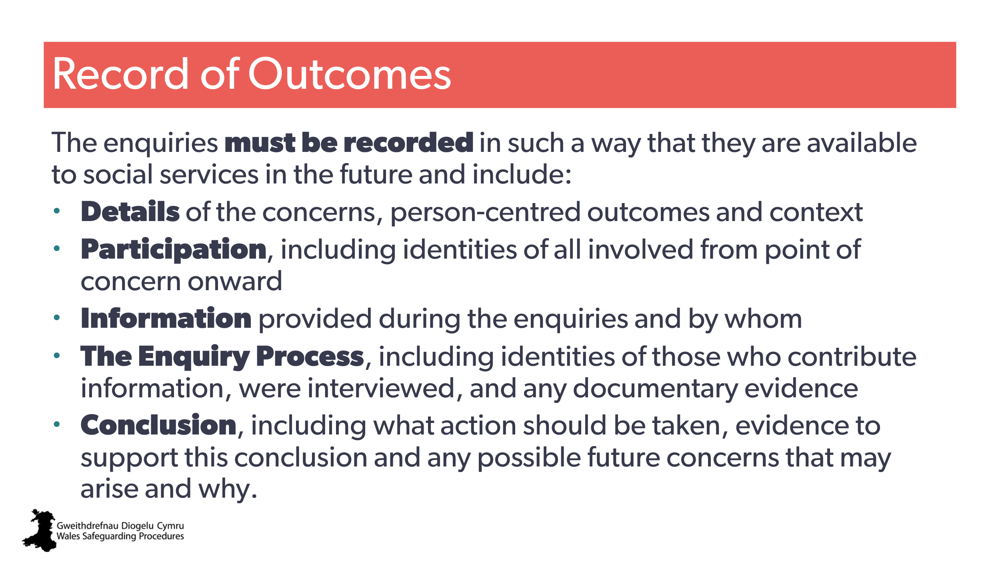 Record of Outcomes
The enquiries must be recorded in such a way that they are available
to social services in the future and include:
• Details of the concerns, person-centred outcomes and context
• Participation, including identities of all involved from point of
concern onward
• Information provided during the enquiries and by whom
• The Enquiry Process, including identities of those who contribute
information, were interviewed, and any documentary evidence
• Conclusion, including what action should be taken, evidence to
support this conclusion and any possible future concerns that may
arise and why.
Gweithdrefnau Diogelu Cymru
Wales Safeguarding Procedures